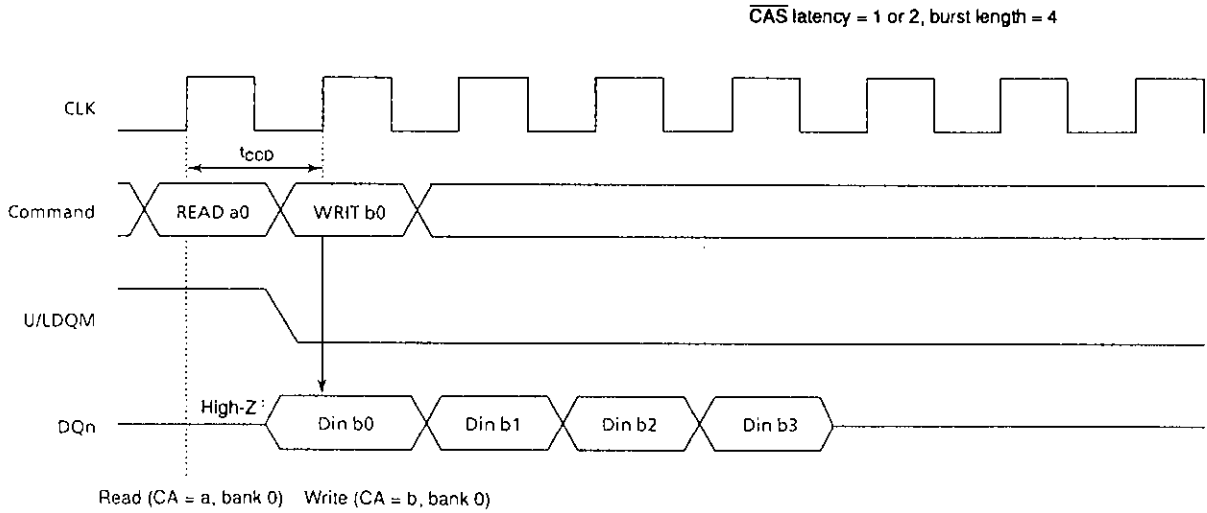 CAS latency = 1 or 2, burst length = 4
CLK
tCCD
Command
READ a0
WRIT b0
U/LDQM
High-Z
DQn
Din b0
Din b1
Din b2
Din b3
Read (CA = a, bank 0)
Write (CA = b, bank 0)